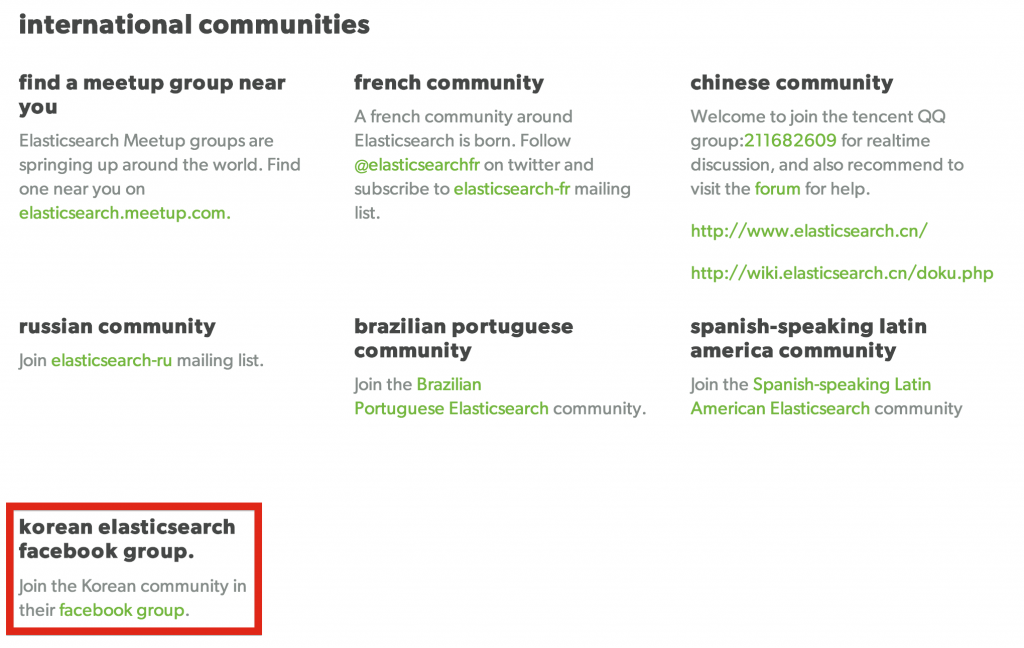 international communities
find a meetup group near
you
Elasticsearch Meetup groups are
springing up around the world. Find
one near you on
elasticsearch.meetup.com.
french community
A french community around
Elasticsearch is born. Follow
@elasticsearchfr on twitter and
subscribe to elasticsearch-fr mailing
list.
chinese community
Welcome to join the tencent QQ
group:211682609 for realtime
discussion, and also recommend to
visit the forum for help.
http://www.elasticsearch.cn/
http://wiki.elasticsearch.cn/doku.php
russian community
Join elasticsearch-ru mailing list.
brazilian portuguese
community
Join the Brazilian
Portuguese Elasticsearch community.
spanish-speaking latin
america community
Join the Spanish-speaking Latin
American Elasticsearch community
korean elasticsearch
facebook group.
Join the Korean community in
their facebook group.